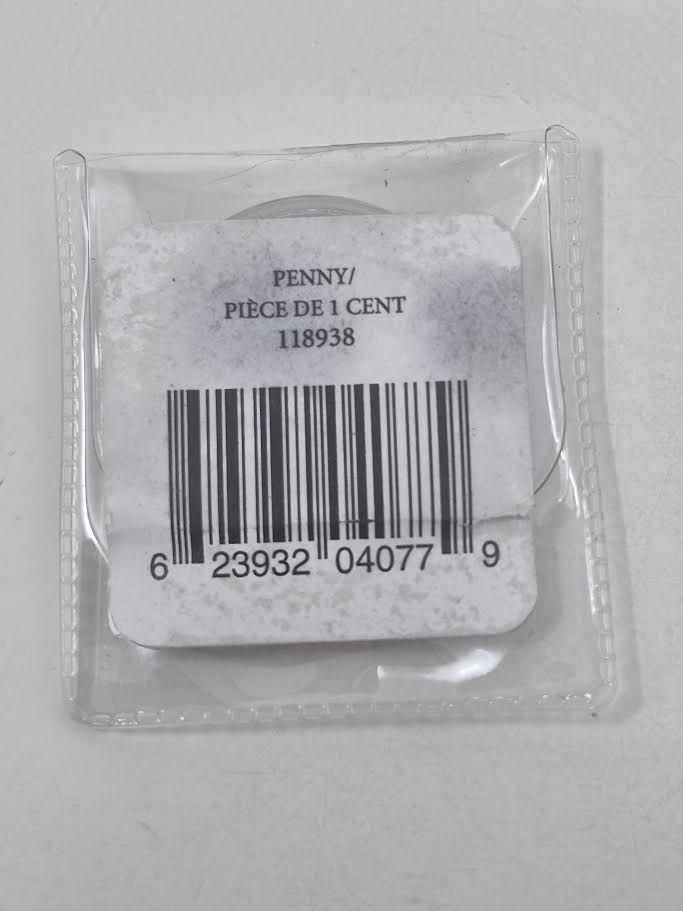 PENNY/
PIÈCE DE 1 CENT
118938
6 23932 04077 9